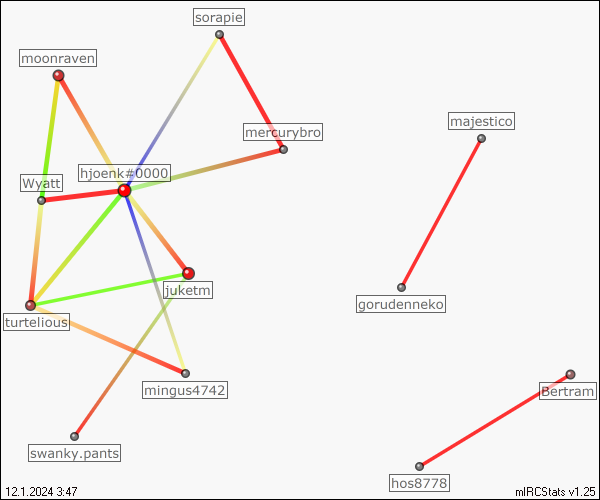 sorapie
moonraven
majestico
mercurybro
hjoenk#0000
Wyatt
juketm
gorudenneko
turtelious
mingus4742
Bertram
swanky.pants
hos8778
12.1.2024 3:47
mIRCStats v1.25